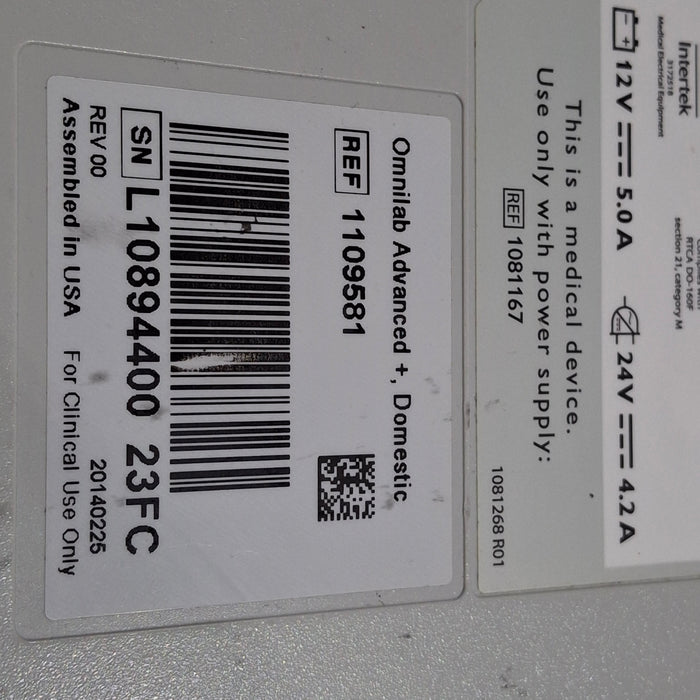 Intertek
3172518
Medical Electrical Equipment
RTCA DO-160F
section 21, category M
12V 5.0A 24V 4.2A
This is a medical device.
Use only with power supply:
REF 1081167
1081268 R01
Omnilab Advanced +, Domestic
REF 1109581
SN L10894400 23FC
REV 00 20140225
Assembled in USA For Clinical Use Only